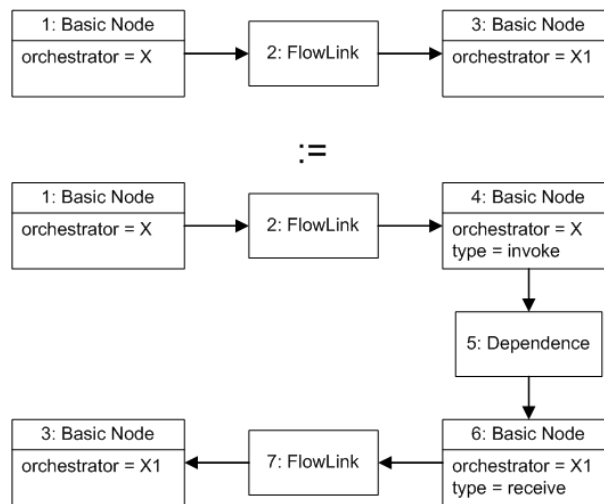 1: Basic Node
orchestrator = X
2: FlowLink
3: Basic Node
orchestrator = X1
:=
1: Basic Node
orchestrator = X
2: FlowLink
4: Basic Node
orchestrator = X
type = invoke
5: Dependence
3: Basic Node
orchestrator = X1
7: FlowLink
6: Basic Node
orchestrator = X1
type = receive